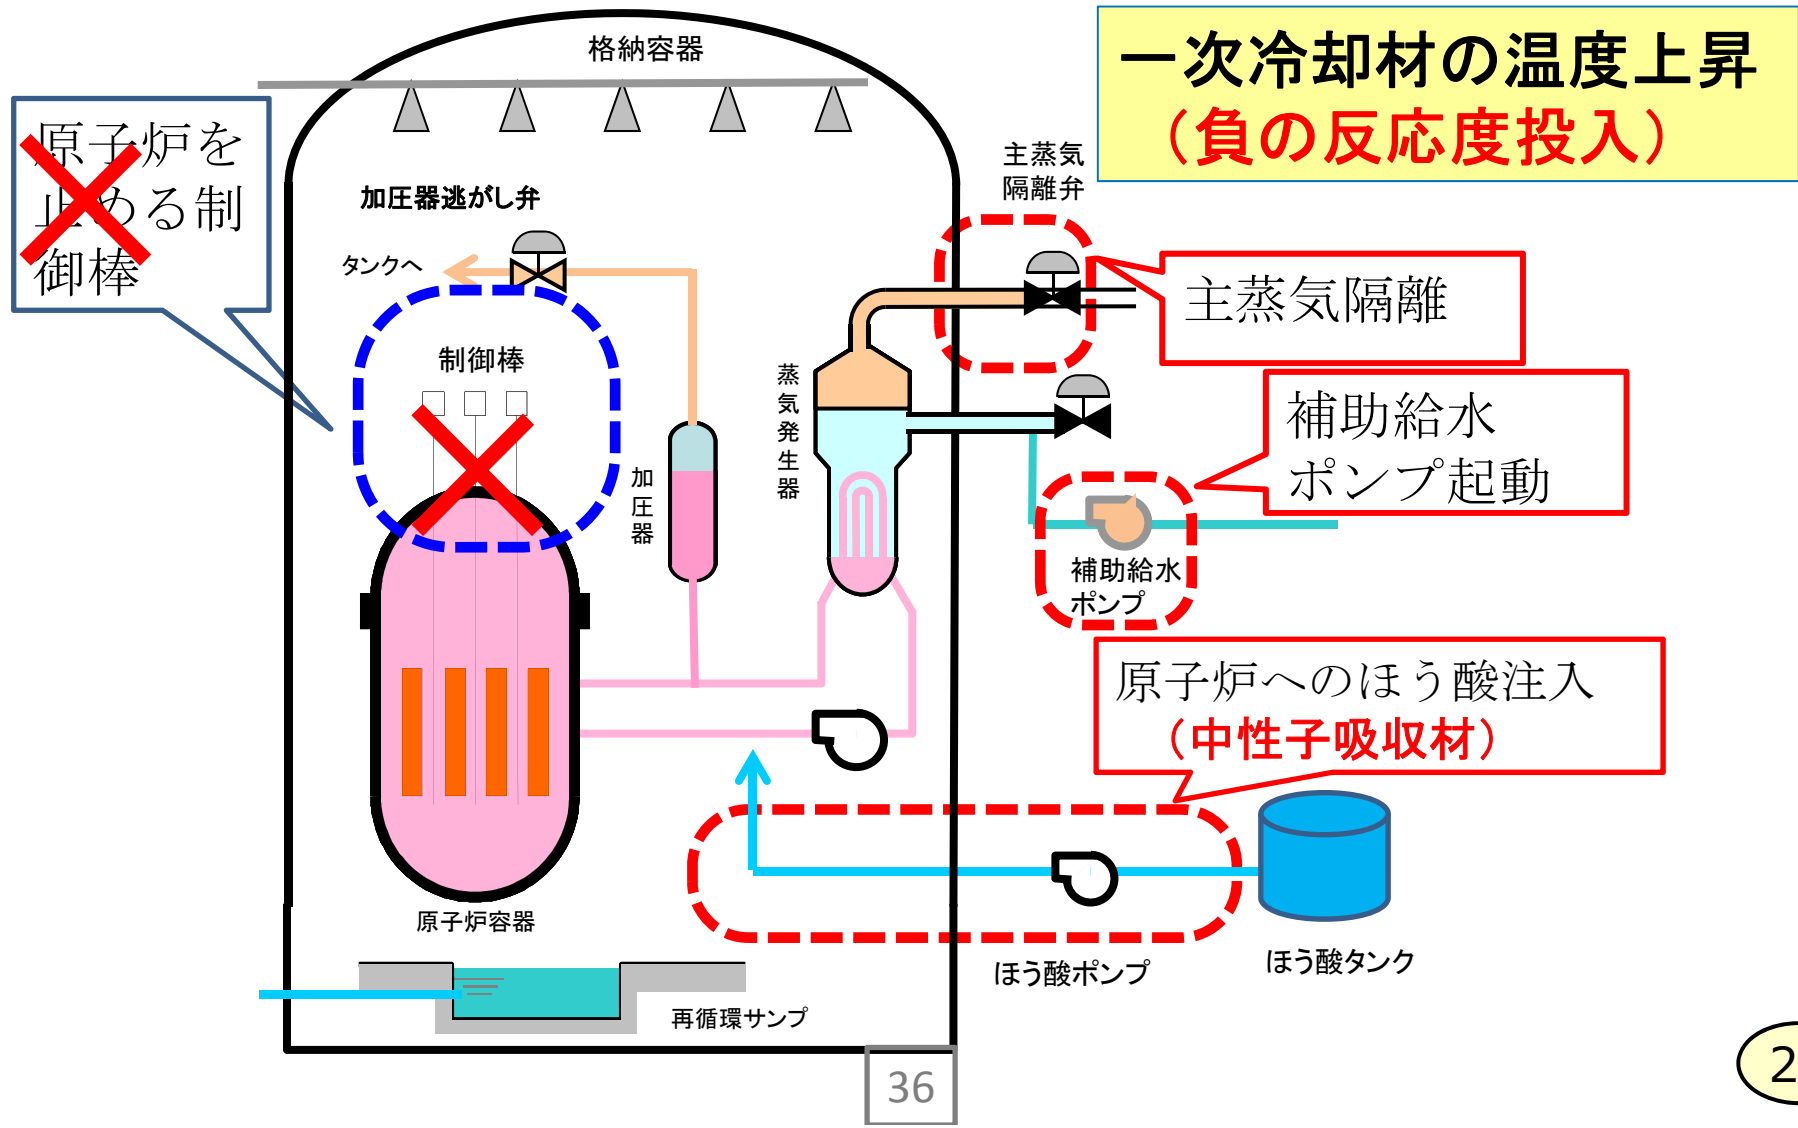 格納容器
一次冷却材の温度上昇
（負の反応度投入）
原子炉を
止める制
御棒
加圧器逃がし弁
主蒸気
隔離弁
タンクへ
主蒸気隔離
制御棒
蒸気発生器
補助給水
ポンプ起動
加圧器
補助給水
ポンプ
原子炉へのほう酸注入
（中性子吸収材）
原子炉容器
ほう酸ポンプ
ほう酸タンク
再循環サンプ
36
2